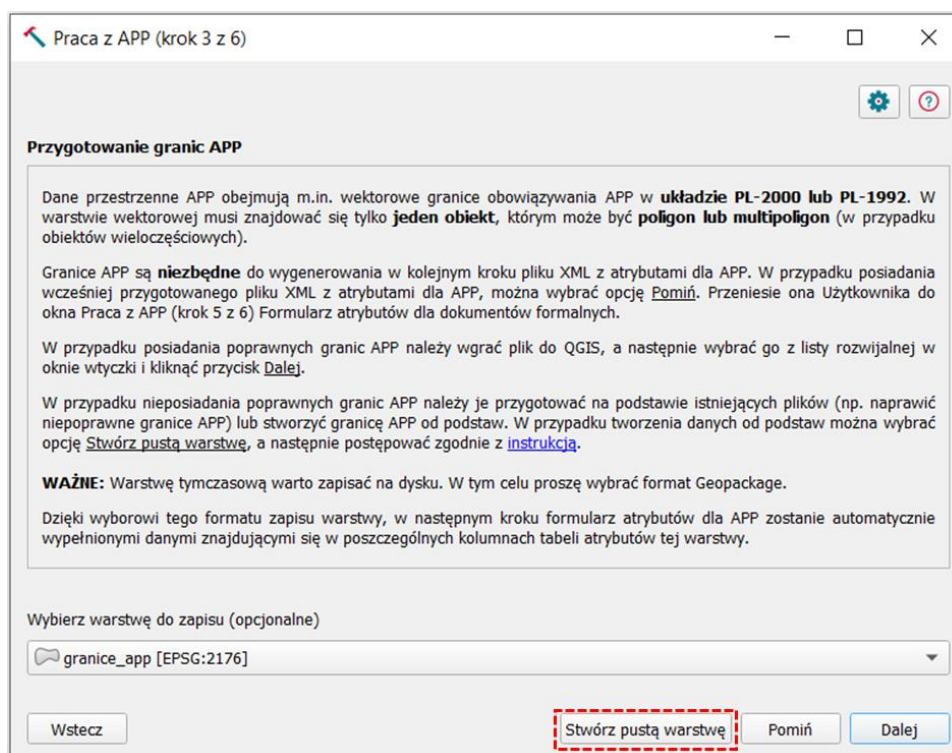 Praca z APP (krok 3 z 6)
Przygotowanie granic APP
Dane przestrzenne APP obejmują m.in. wektorowe granice obowiązywania APP w układzie PL-2000 lub PL-1992. W
warstwie wektorowej musi znajdować się tylko jeden obiekt, którym może być poligon lub multipoligon (w przypadku
obiektów wieloczęściowych).
Granice APP są niezbędne do wygenerowania w kolejnym kroku pliku XML z atrybutami dla APP. W przypadku posiadania
wcześniej przygotowanego pliku XML z atrybutami dla APP, można wybrać opcję Pomiń. Przeniesie ona Użytkownika do
okna Praca z APP (krok 5 z 6) Formularz atrybutów dla dokumentów formalnych.
W przypadku posiadania poprawnych granic APP należy wgrać plik do QGIS, a następnie wybrać go z listy rozwijalnej w
oknie wtyczki i kliknąć przycisk Dalej.
W przypadku nieposiadania poprawnych granic APP należy je przygotować na podstawie istniejących plików (np. naprawić
niepoprawne granice APP) lub stworzyć granicę APP od podstaw. W przypadku tworzenia danych od podstaw można wybrać
opcję Stwórz pustą warstwę, a następnie postępować zgodnie z instrukcją.
WAŻNE: Warstwę tymczasową warto zapisać na dysku. W tym celu proszę wybrać format Geopackage.
Dzięki wyborowi tego formatu zapisu warstwy, w następnym kroku formularz atrybutów dla APP zostanie automatycznie
wypełnionymi danymi znajdującymi się w poszczególnych kolumnach tabeli atrybutów tej warstwy.
Wybierz warstwę do zapisu (opcjonalne)
granice_app [EPSG:2176]
Wstecz Stwórz pustą warstwę Pomiń Dalej